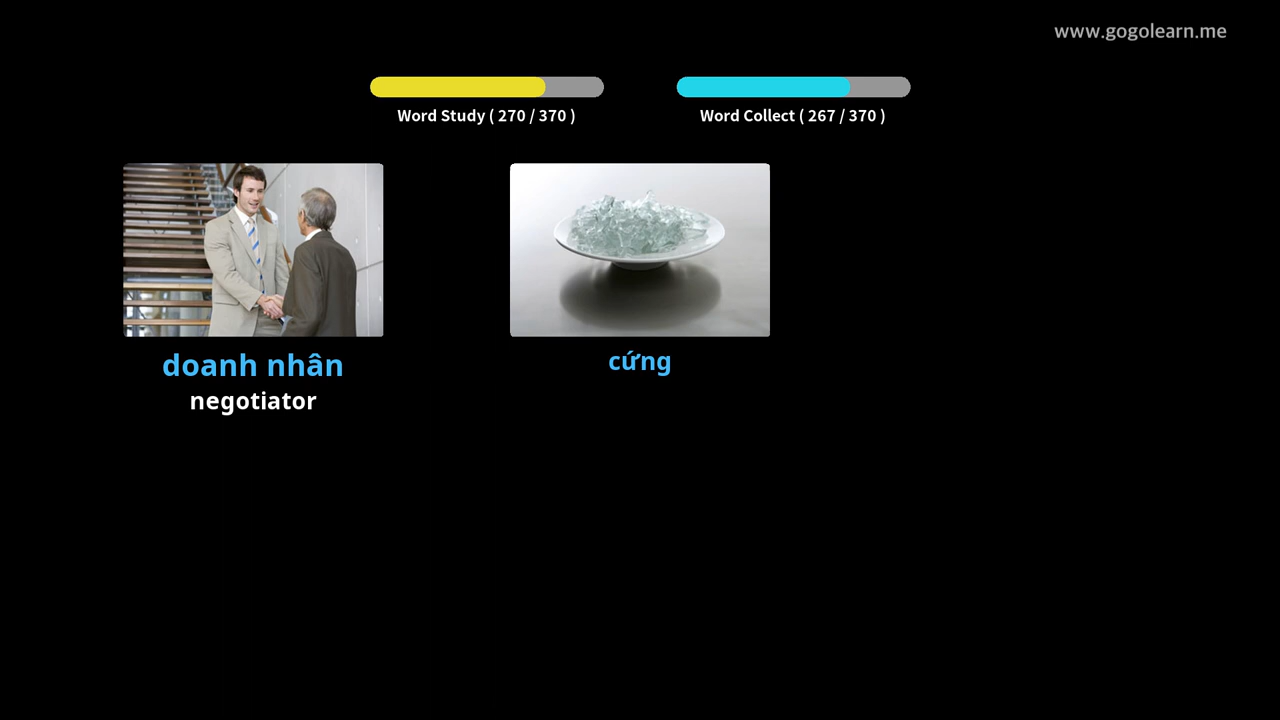 www.gogolearn.me
Word Study ( 270 / 370 )
Word Collect ( 267 / 370 )
doanh nhân
negotiator
cứng